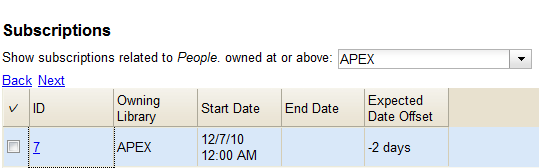 Subscriptions
Show subscriptions related to People. owned at or above: APEX
Back Next
✓ ID Owning Library Start Date End Date Expected Date Offset
7 APEX 12/7/10 12:00 AM -2 days